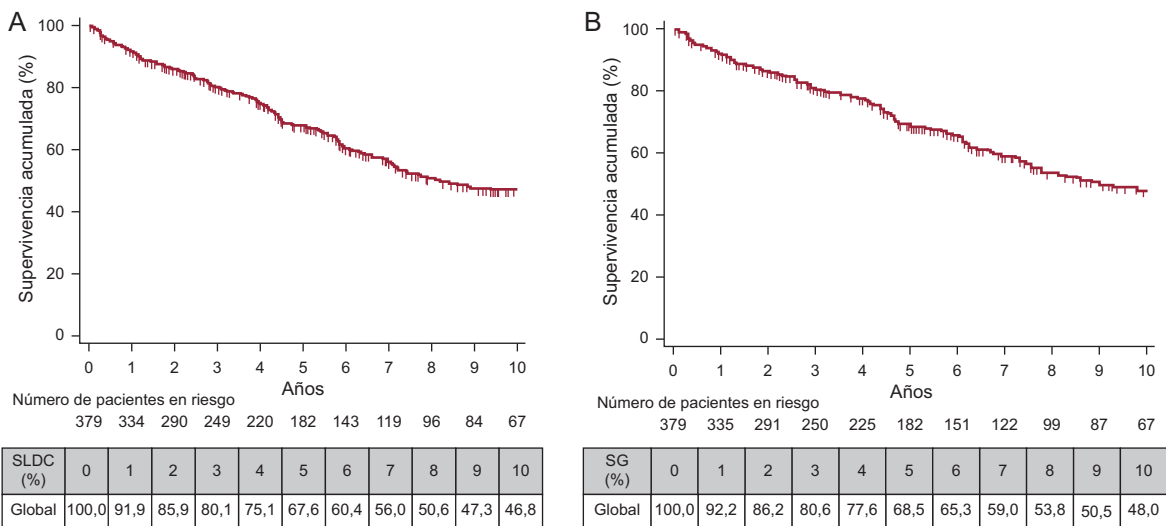 A
Supervivencia acumulada (%)
100
80
60
40
20
0
0 1 2 3 4 5 6 7 8 9 10
Años
Número de pacientes en riesgo
379 334 290 249 220 182 143 119 96 84 67
SLDC (%) 0 1 2 3 4 5 6 7 8 9 10
Global 100,0 91,9 85,9 80,1 75,1 67,6 60,4 56,0 50,6 47,3 46,8
B
Supervivencia acumulada (%)
100
80
60
40
20
0
0 1 2 3 4 5 6 7 8 9 10
Años
Número de pacientes en riesgo
379 335 291 250 225 182 151 122 99 87 67
SG (%) 0 1 2 3 4 5 6 7 8 9 10
Global 100,0 92,2 86,2 80,6 77,6 68,5 65,3 59,0 53,8 50,5 48,0